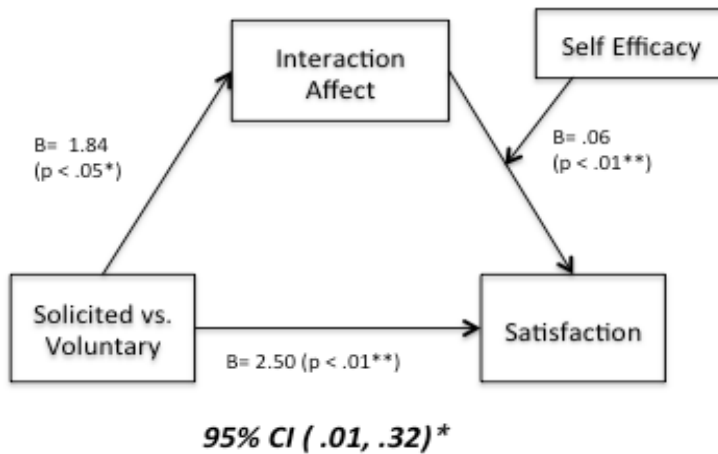 Interaction
Affect
Self Efficacy
B= 1.84
(p < .05*)
B= .06
(p < .01**)
Solicited vs.
Voluntary
Satisfaction
B= 2.50 (p < .01**)
95% CI ( .01, .32)*